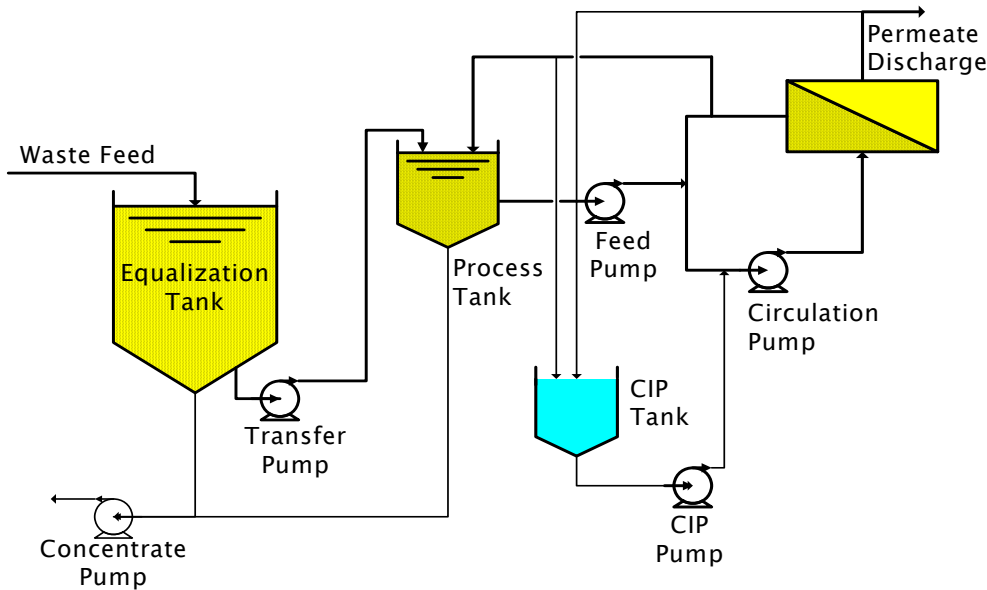 Permeate
Discharge
Waste Feed
Equalization
Tank
Process
Tank
Feed
Pump
Circulation
Pump
CIP
Tank
Transfer
Pump
CIP
Pump
Concentrate
Pump